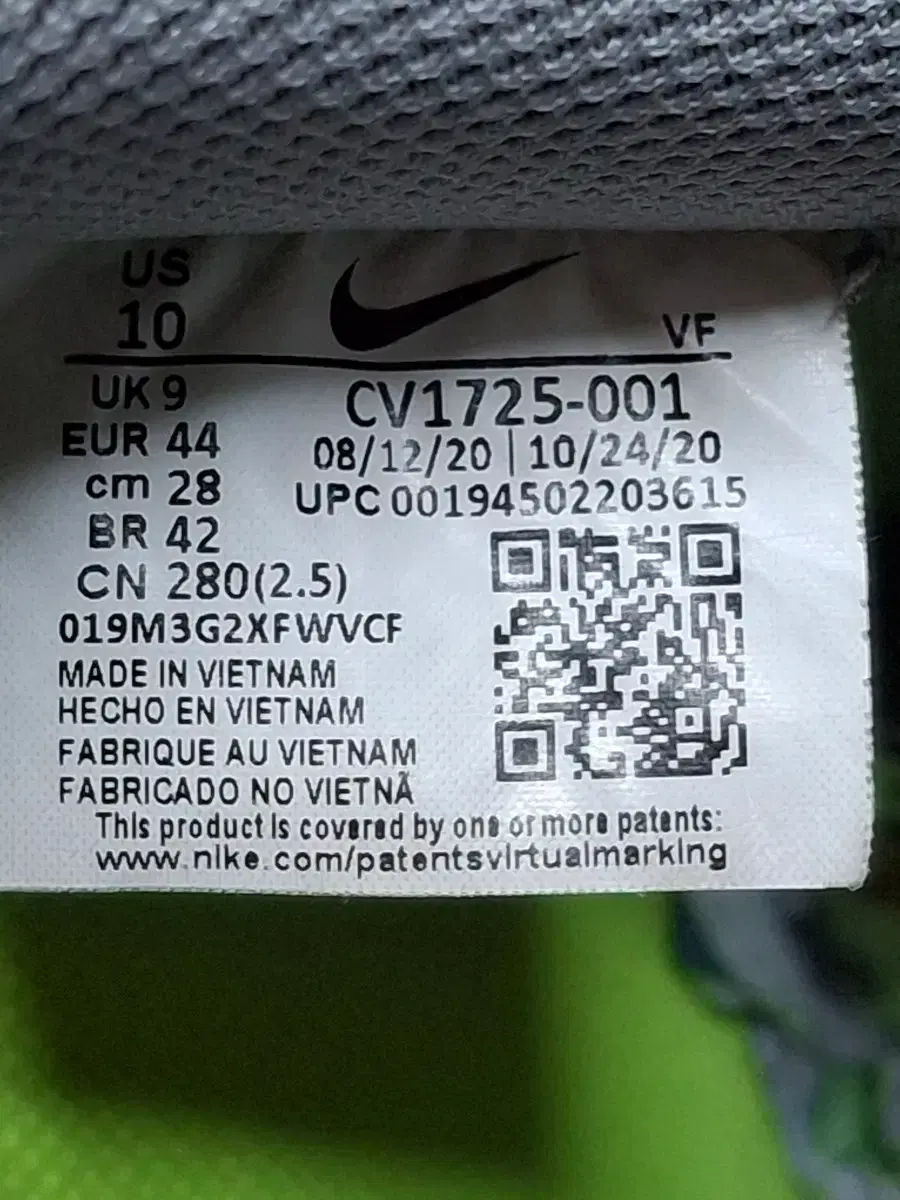 US
10
VF
UK 9
EUR 44
cm 28
BR 42
CN 280(2.5)
CV1725-001
08/12/20 | 10/24/20
UPC 00194502203615
019M3G2XFWVCF
MADE IN VIETNAM
HECHO EN VIETNAM
FABRIQUE AU VIETNAM
FABRICADO NO VIETNÃ
This product is covered by one or more patents:
www.nike.com/patentsvirtualmarking